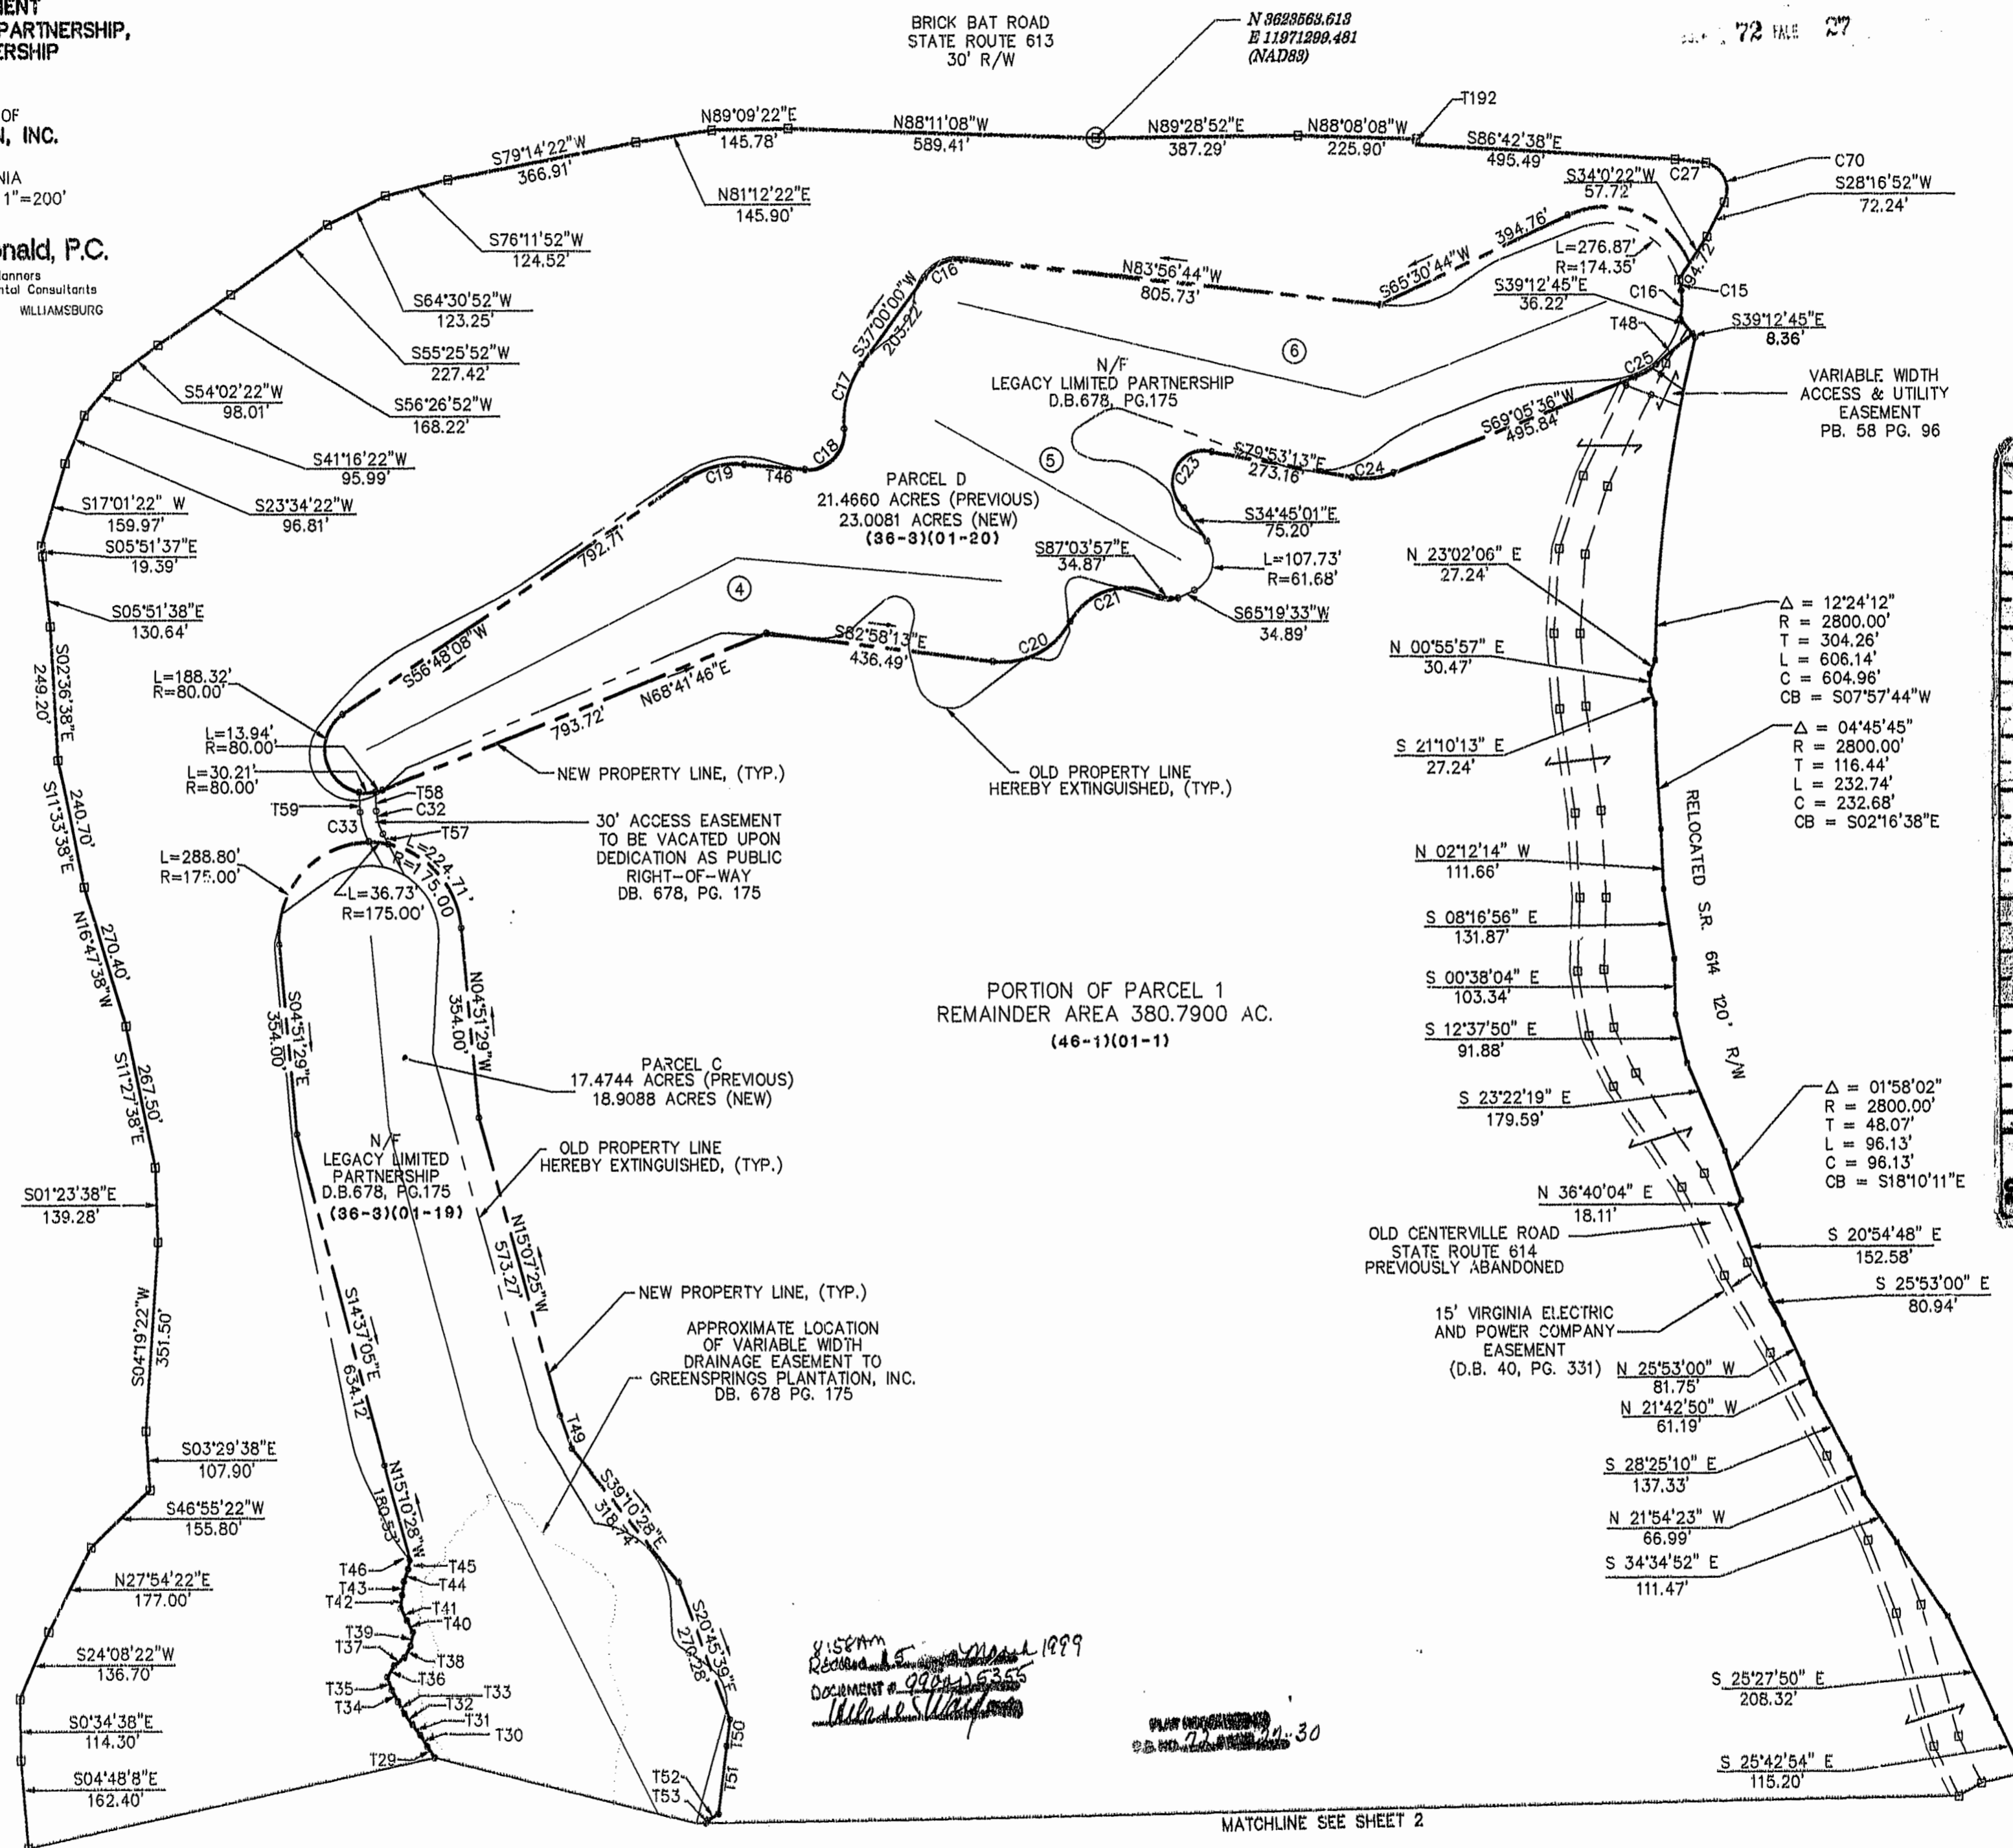 MENT
PARTNERSHIP,
ERSHIP
OF
N, INC.
NIA
1"=200'
onald, P.C.
lanners
ntal Consultants
WILLIAMSBURG
BRICK BAT ROAD
STATE ROUTE 613
30' R/W
N 3623563.613
E 11971299.481
(NAD83)
72 PAGE 27
T192
N89°09'22"E
145.78'
N88°11'08"W
589.41'
N89°28'52"E
387.29'
N88°08'08"W
225.90'
S86°42'38"E
495.49'
C27
C70
S28°16'52"W
72.24'
S34°0'22"W
57.72'
94.72
S79°14'22"W
366.91'
N81°12'22"E
145.90'
S76°11'52"W
124.52'
S64°30'52"W
123.25'
S55°25'52"W
227.42'
S56°26'52"W
168.22'
S54°02'22"W
98.01'
S41°16'22"W
95.99'
S23°34'22"W
96.81'
S17°01'22" W
159.97'
S05°51'37"E
19.39'
S05°51'38"E
130.64'
S02°36'38"E
249.20'
S11°33'38"E
240.70'
N16°47'38"W
270.40'
S11°27'38"E
267.50'
S01°23'38"E
139.28'
S04°19'22"W
351.50'
S03°29'38"E
107.90'
S46°55'22"W
155.80'
N27°54'22"E
177.00'
S24°08'22"W
136.70'
S0°34'38"E
114.30'
S04°48'8"E
162.40'
L=276.87'
R=174.35'
394.76'
S65°30'44"W
S39°12'45"E
36.22'
C16
C15
T48
S39°12'45"E
8.36'
C25
VARIABLE WIDTH
ACCESS & UTILITY
EASEMENT
PB. 58 PG. 96
N83°56'44"W
805.73'
C16
S37°00'00"W
203.22'
C17
C18
T46
C19
792.71'
S56°48'08"W
6
N/F
LEGACY LIMITED PARTNERSHIP
D.B.678, PG.175
5
PARCEL D
21.4660 ACRES (PREVIOUS)
23.0081 ACRES (NEW)
(36-3)(01-20)
4
S69°05'36"W
495.84'
C24
S79°53'13"E
273.16'
C23
S34°45'01"E
75.20'
L=107.73'
R=61.68'
S87°03'57"E
34.87'
S65°19'33"W
34.89'
C21
C20
S82°58'13"E
436.49'
N68°41'46"E
793.72'
L=188.32'
R=80.00'
L=13.94'
R=80.00'
L=30.21'
R=80.00'
T59
T58
C32
C33
T57
NEW PROPERTY LINE, (TYP.)
OLD PROPERTY LINE
HEREBY EXTINGUISHED, (TYP.)
30' ACCESS EASEMENT
TO BE VACATED UPON
DEDICATION AS PUBLIC
RIGHT-OF-WAY
DB. 678, PG. 175
L=288.80'
R=175.00'
L=36.73'
R=175.00'
L=224.71'
R=175.00
N04°51'29"W
354.00'
S04°51'29"E
354.00'
PARCEL C
17.4744 ACRES (PREVIOUS)
18.9088 ACRES (NEW)
N/F
LEGACY LIMITED
PARTNERSHIP
D.B.678, PG.175
(36-3)(01-19)
OLD PROPERTY LINE
HEREBY EXTINGUISHED, (TYP.)
N15°07'25"W
573.27'
S14°37'05"E
634.12'
NEW PROPERTY LINE, (TYP.)
APPROXIMATE LOCATION
OF VARIABLE WIDTH
DRAINAGE EASEMENT TO
GREENSPRINGS PLANTATION, INC.
DB. 678 PG. 175
T49
S39°10'28"E
318.74'
N15°10'28"W
180.53'
S20°45'39"E
270.28'
T46
T45
T43
T44
T42
T41
T40
T39
T37
T38
T36
T35
T34
T33
T32
T31
T30
T29
T50
T51
T52
T53
PORTION OF PARCEL 1
REMAINDER AREA 380.7900 AC.
(46-1)(01-1)
N 23°02'06" E
27.24'
N 00°55'57" E
30.47'
S 21°10'13" E
27.24'
N 02°12'14" W
111.66'
S 08°16'56" E
131.87'
S 00°38'04" E
103.34'
S 12°37'50" E
91.88'
S 23°22'19" E
179.59'
N 36°40'04" E
18.11'
Δ = 12°24'12"
R = 2800.00'
T = 304.26'
L = 606.14'
C = 604.96'
CB = S07°57'44"W
Δ = 04°45'45"
R = 2800.00'
T = 116.44'
L = 232.74'
C = 232.68'
CB = S02°16'38"E
RELOCATED S.R. 614 120' R/W
Δ = 01°58'02"
R = 2800.00'
T = 48.07'
L = 96.13'
C = 96.13'
CB = S18°10'11"E
OLD CENTERVILLE ROAD
STATE ROUTE 614
PREVIOUSLY ABANDONED
S 20°54'48" E
152.58'
S 25°53'00" E
80.94'
15' VIRGINIA ELECTRIC
AND POWER COMPANY
EASEMENT
(D.B. 40, PG. 331)
N 25°53'00" W
81.75'
N 21°42'50" W
61.19'
S 28°25'10" E
137.33'
N 21°54'23" W
66.99'
S 34°34'52" E
111.47'
S 25°27'50" E
208.32'
S 25°42'54" E
115.20'
8:58AM
March 1999
DOCUMENT #
30
MATCHLINE SEE SHEET 2